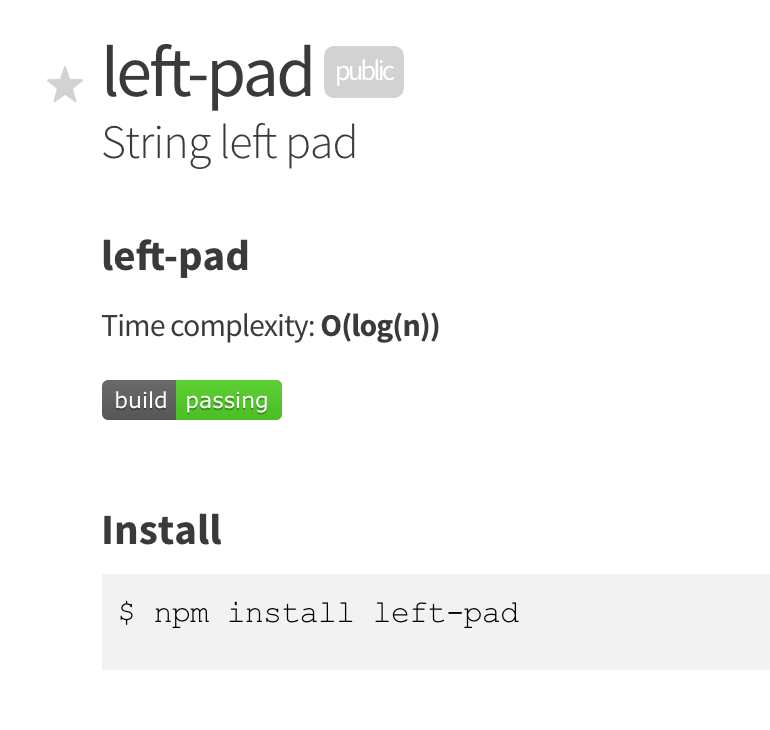 left-pad public
String left pad
left-pad
Time complexity: O(log(n))
build passing
Install
$ npm install left-pad